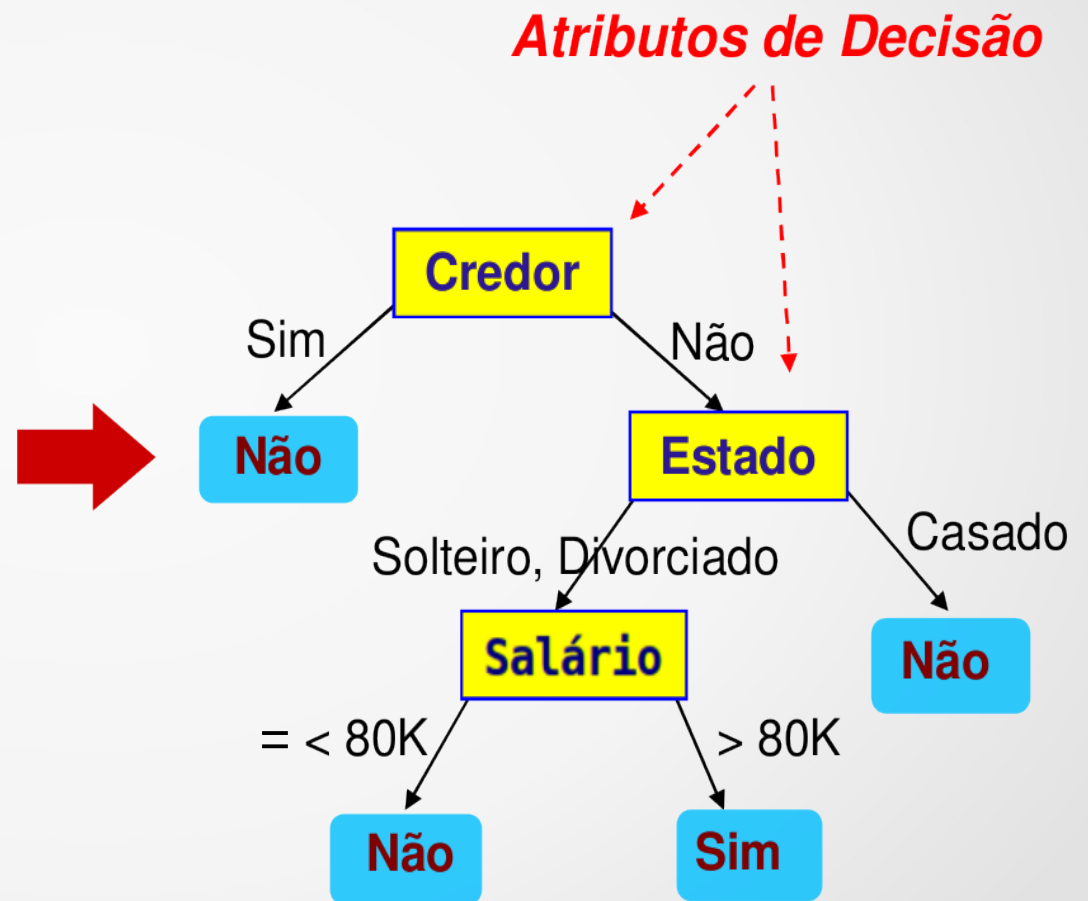 Atributos de Decisão
Credor
Sim
Não
Não
Estado
Solteiro, Divorciado
Casado
Salário
Não
= < 80K
> 80K
Não
Sim